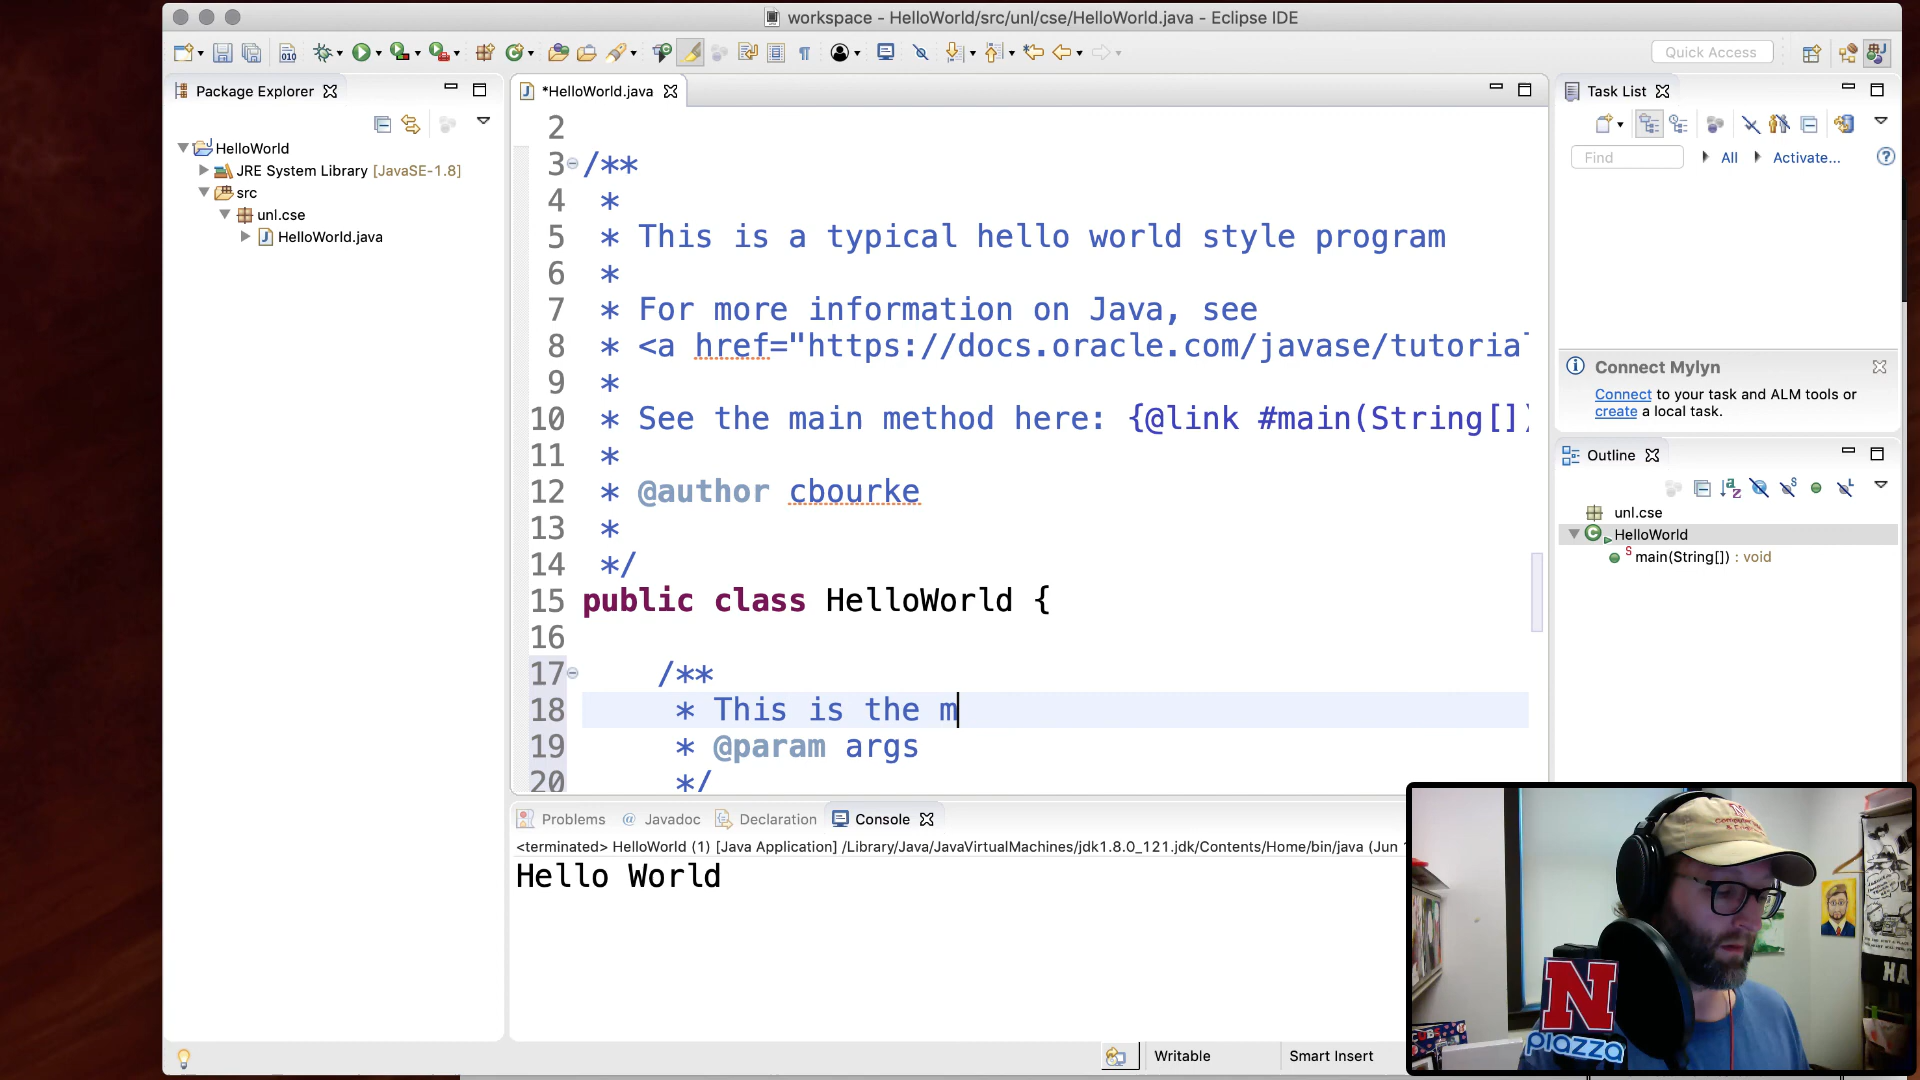 workspace - HelloWorld/src/unl/cse/HelloWorld.java - Eclipse IDE
Quick Access
Package Explorer
HelloWorld
JRE System Library [JavaSE-1.8]
src
unl.cse
HelloWorld.java
*HelloWorld.java
2
3 /**
4 *
5 * This is a typical hello world style program
6 *
7 * For more information on Java, see
8 * <a href="https://docs.oracle.com/javase/tutorial
9 *
10 * See the main method here: {@link #main(String[])
11 *
12 * @author cbourke
13 *
14 */
15 public class HelloWorld {
16
17 /**
18 * This is the m
19 * @param args
20 */
Problems @ Javadoc Declaration Console
<terminated> HelloWorld (1) [Java Application] /Library/Java/JavaVirtualMachines/jdk1.8.0_121.jdk/Contents/Home/bin/java (Jun
Hello World
Task List
Find
All
Activate...
Connect Mylyn
Connect to your task and ALM tools or
create a local task.
Outline
unl.cse
HelloWorld
main(String[]) : void
Writable
Smart Insert
N
piazza
HA